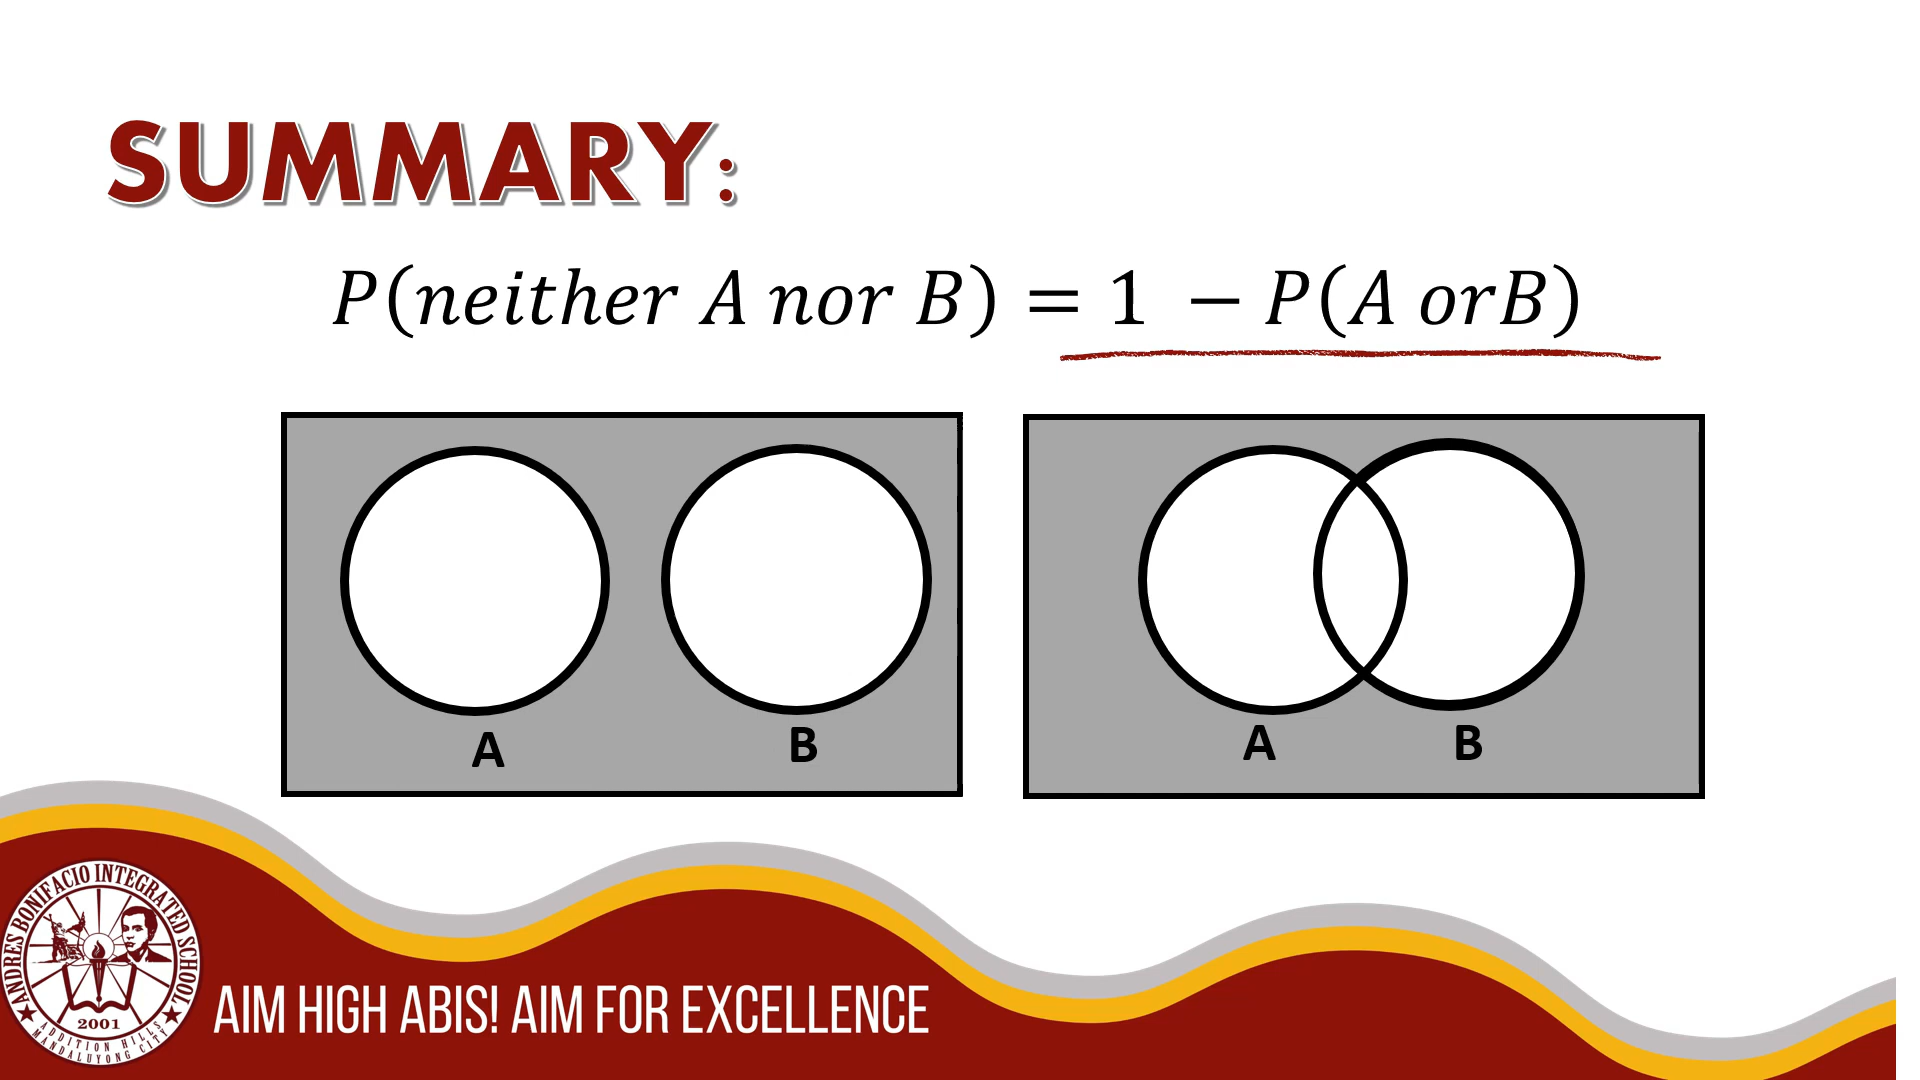 SUMMARY:
P(neither A nor B) = 1 − P(A orB)
A
B
A
B
ANDRES BONIFACIO INTEGRATED SCHOOL
2001
ADDITION HILLS
MANDALUYONG CITY
AIM HIGH ABIS! AIM FOR EXCELLENCE